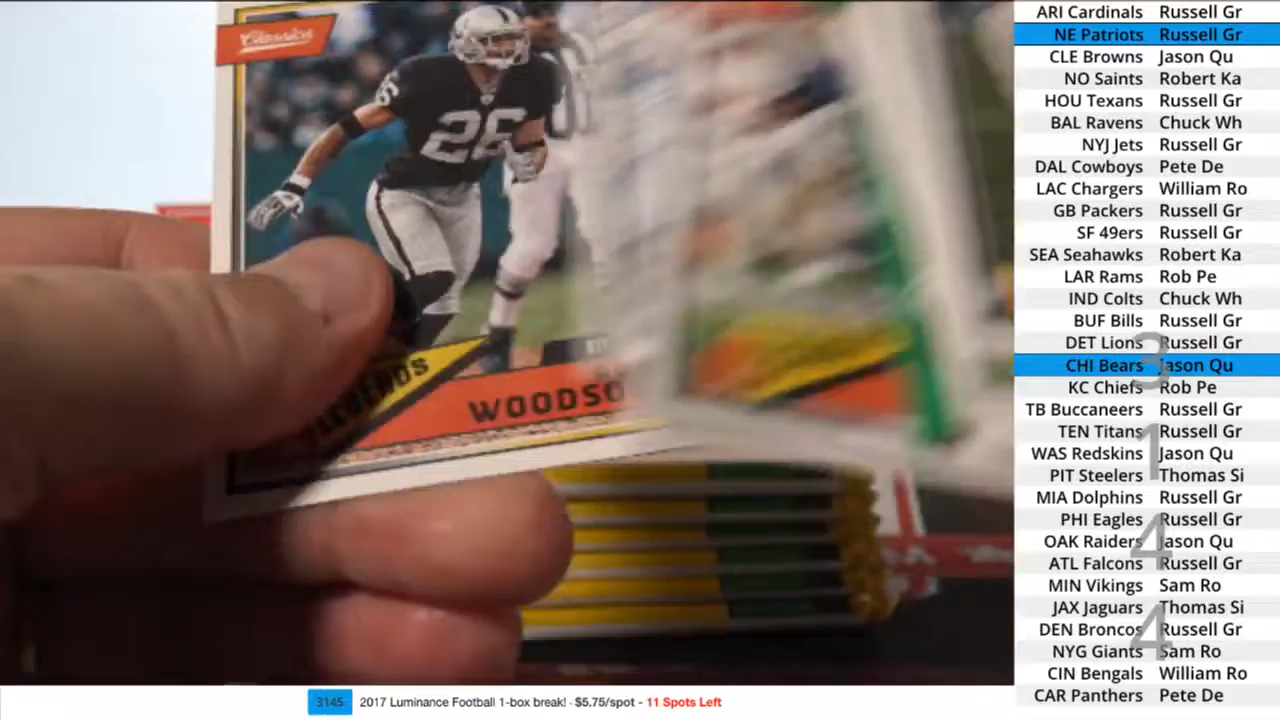 Classics
26
LEGENDS
WOODSO
ARI Cardinals Russell Gr
NE Patriots Russell Gr
CLE Browns Jason Qu
NO Saints Robert Ka
HOU Texans Russell Gr
BAL Ravens Chuck Wh
NYJ Jets Russell Gr
DAL Cowboys Pete De
LAC Chargers William Ro
GB Packers Russell Gr
SF 49ers Russell Gr
SEA Seahawks Robert Ka
LAR Rams Rob Pe
IND Colts Chuck Wh
BUF Bills Russell Gr
DET Lions Russell Gr
CHI Bears Jason Qu
KC Chiefs Rob Pe
TB Buccaneers Russell Gr
TEN Titans Russell Gr
WAS Redskins Jason Qu
PIT Steelers Thomas Si
MIA Dolphins Russell Gr
PHI Eagles Russell Gr
OAK Raiders Jason Qu
ATL Falcons Russell Gr
MIN Vikings Sam Ro
JAX Jaguars Thomas Si
DEN Broncos Russell Gr
NYG Giants Sam Ro
CIN Bengals William Ro
CAR Panthers Pete De
3
1
4
4
3145 2017 Luminance Football 1-box break! - $5.75/spot - 11 Spots Left